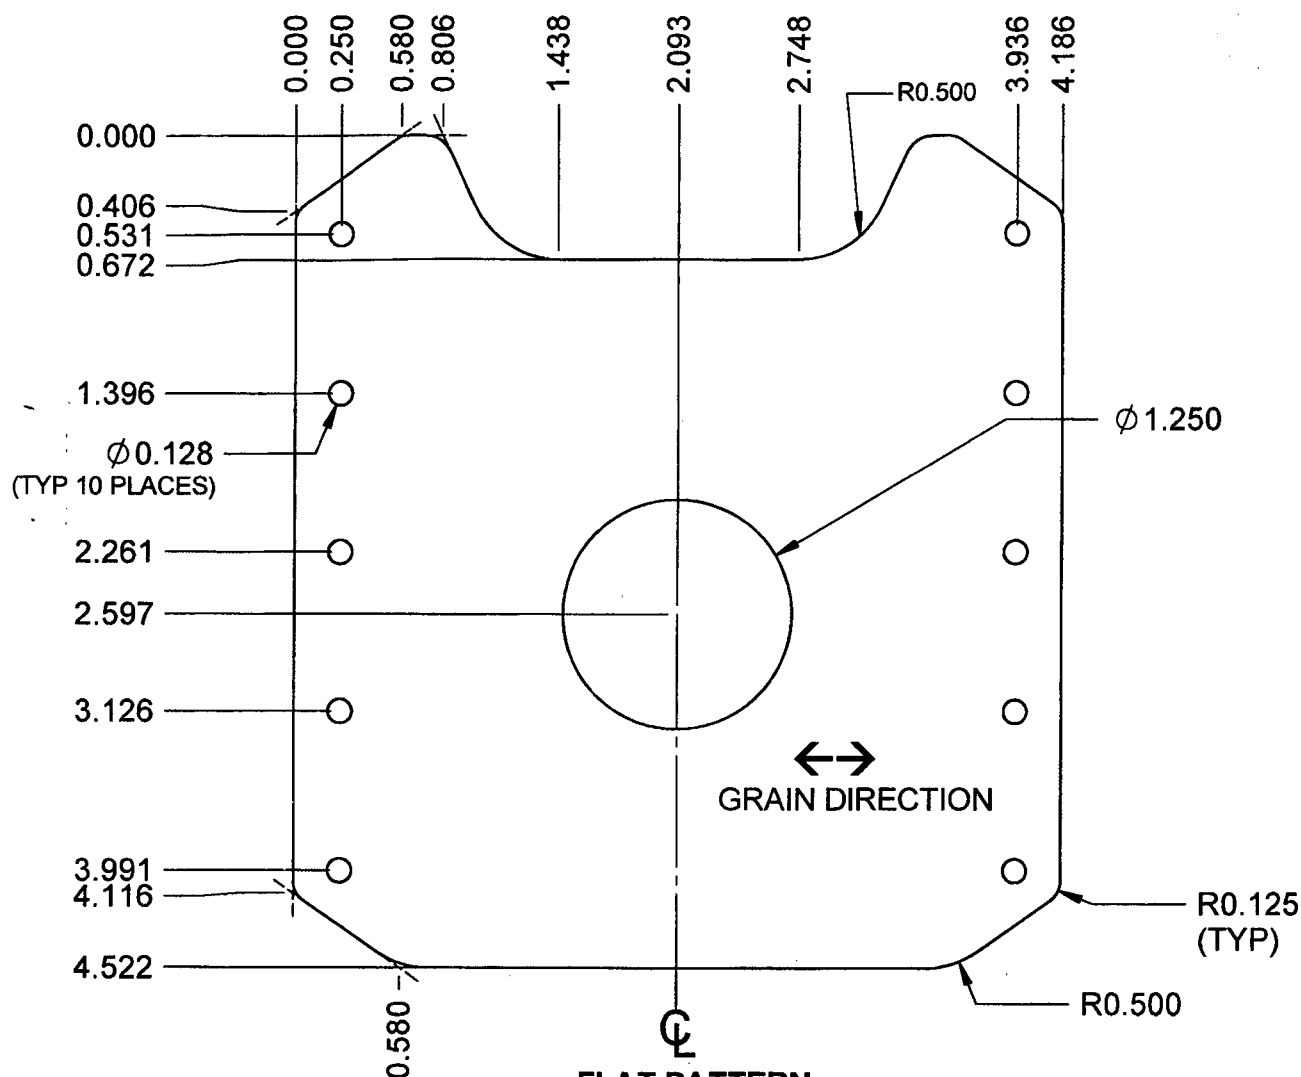 0.000
0.250
0.580
0.806
1.438
2.093
2.748
3.936
4.186
R0.500
0.000
0.406
0.531
0.672
1.396
Ø1.250
Ø0.128
(TYP 10 PLACES)
2.261
2.597
3.126
GRAIN DIRECTION
3.991
4.116
R0.125
(TYP)
4.522
R0.500
0.580
CL
FLAT PATTERN